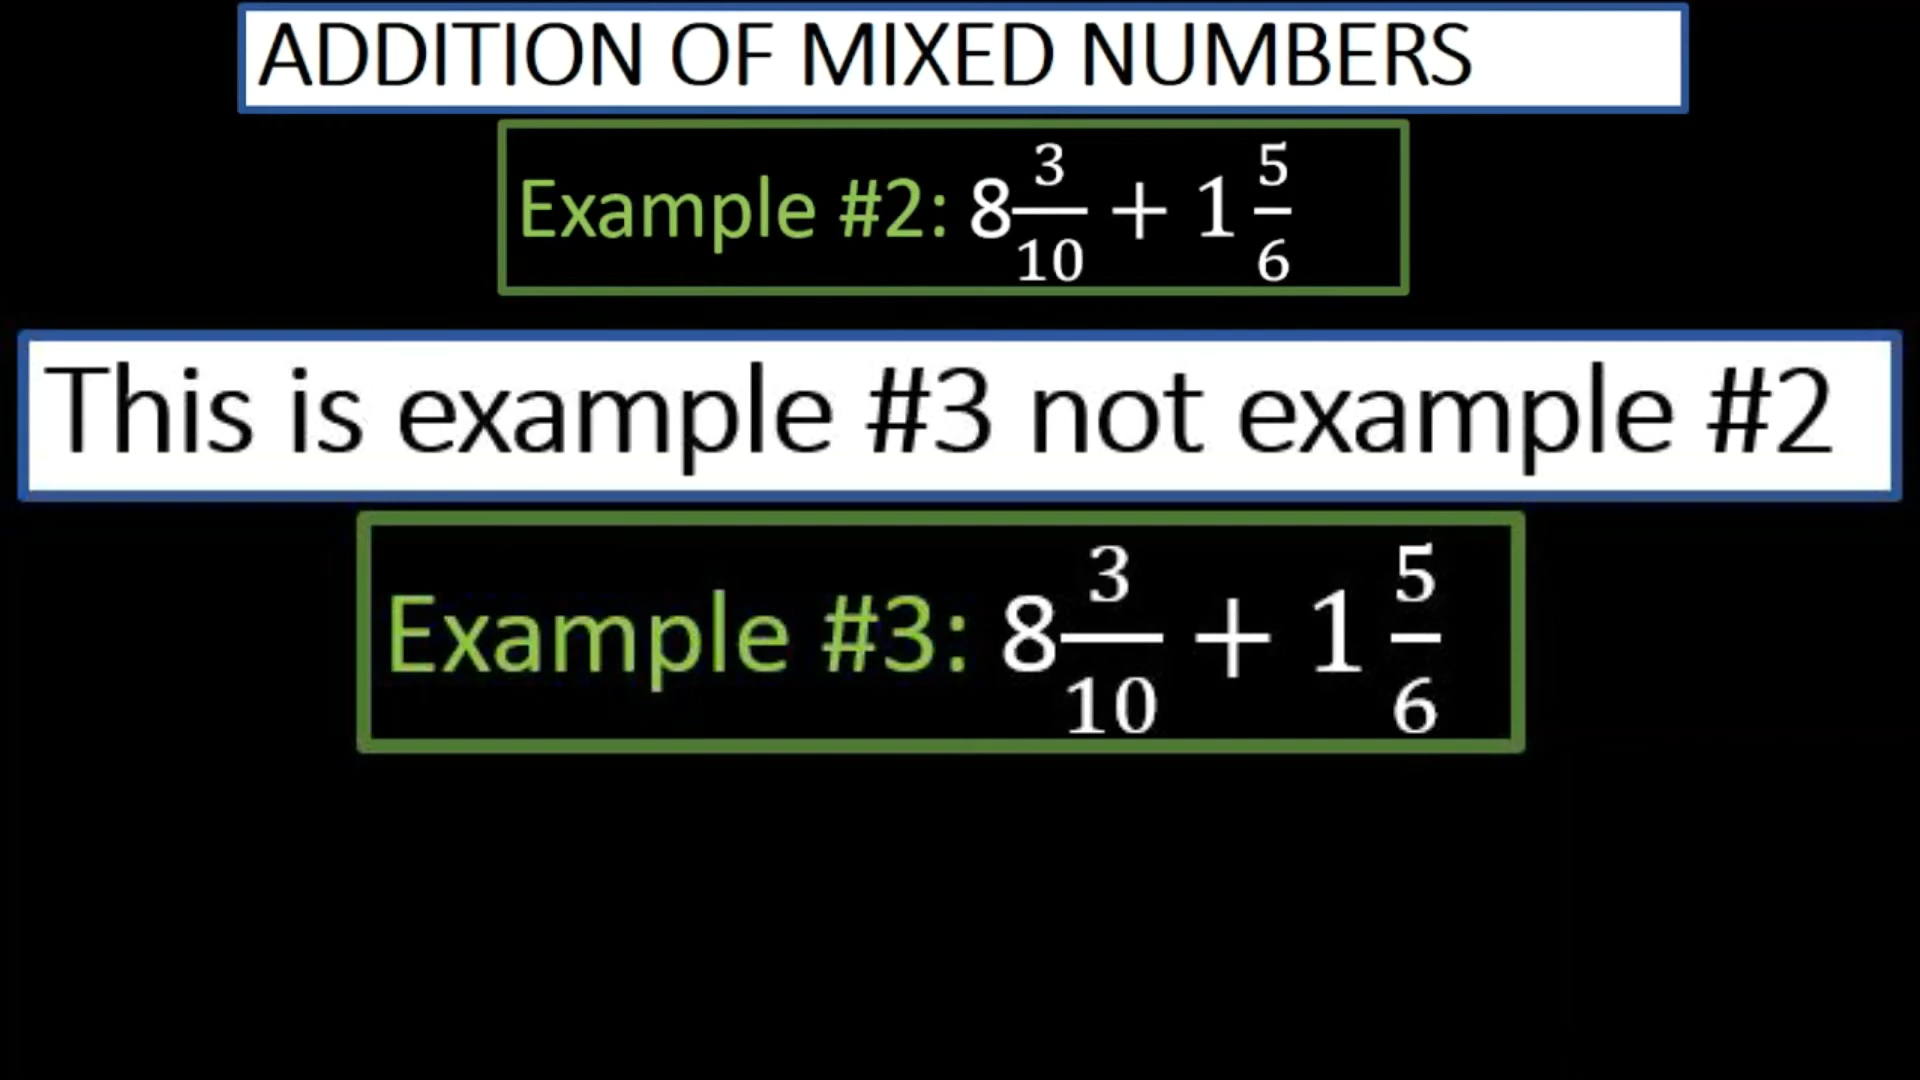 ADDITION OF MIXED NUMBERS
Example #2: 8 3/10 + 1 5/6
This is example #3 not example #2
Example #3: 8 3/10 + 1 5/6